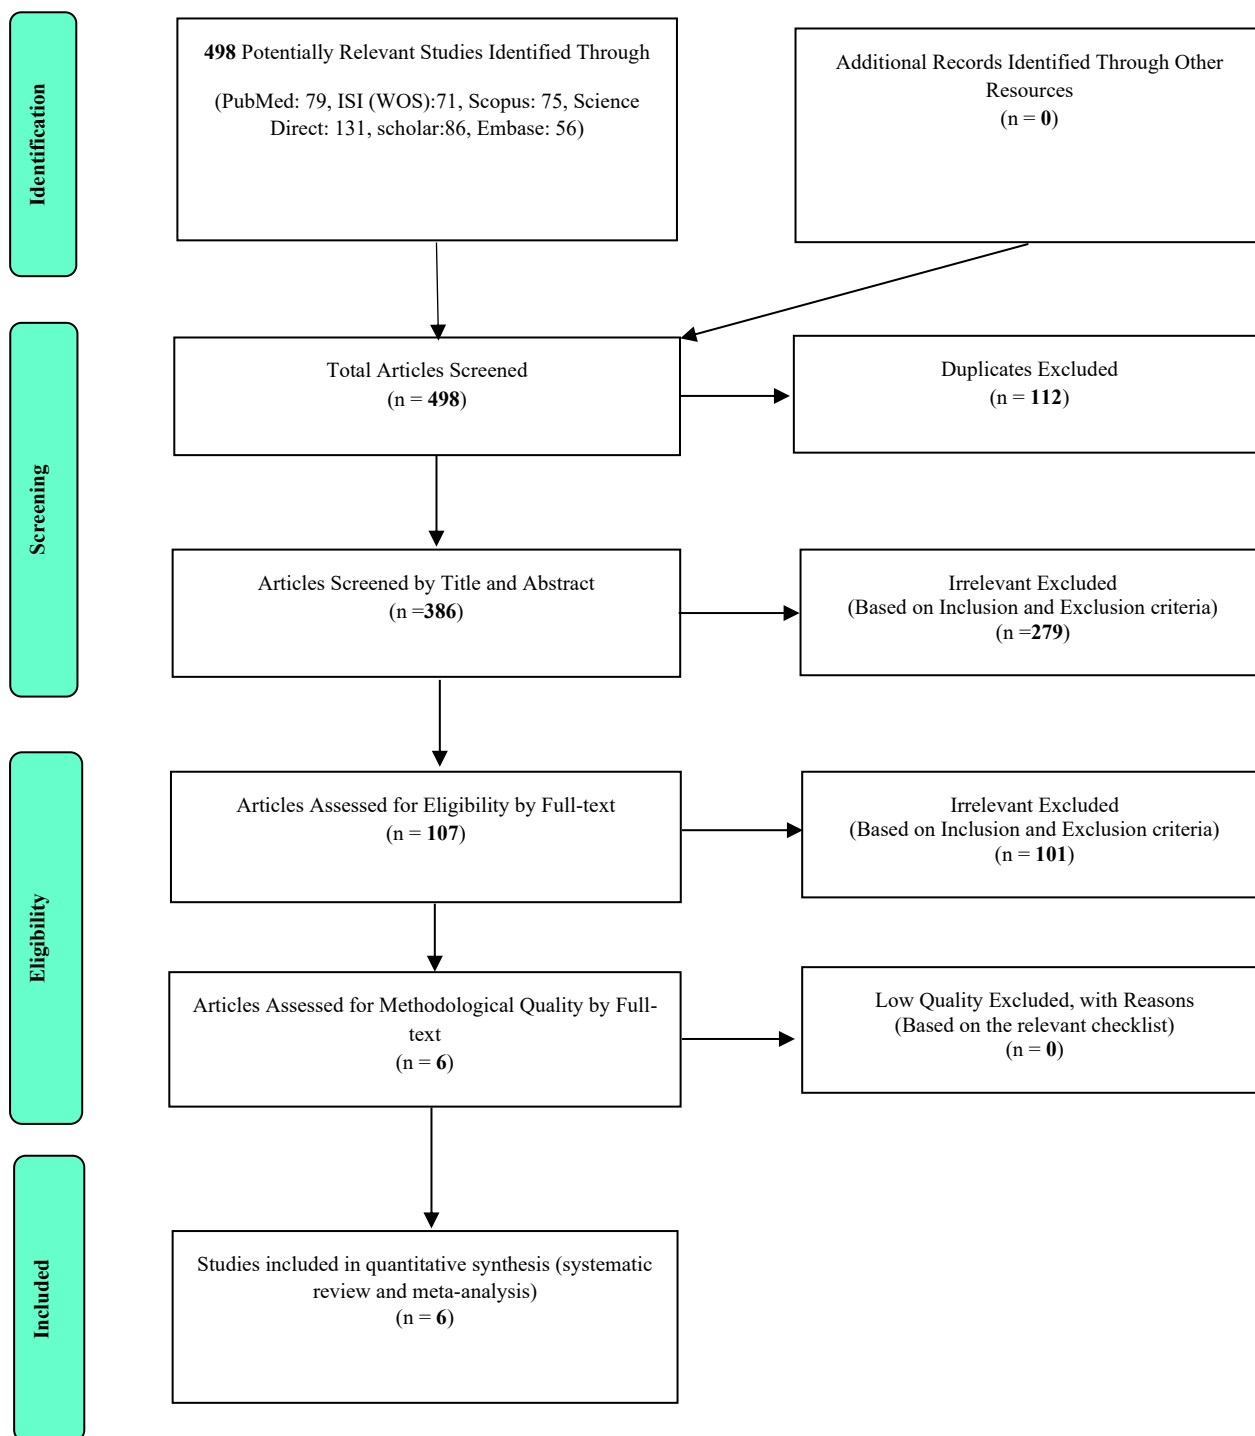 Identification
498 Potentially Relevant Studies Identified Through
(PubMed: 79, ISI (WOS):71, Scopus: 75, Science
Direct: 131, scholar:86, Embase: 56)
Additional Records Identified Through Other
Resources
(n = 0)
Screening
Total Articles Screened
(n = 498)
Duplicates Excluded
(n = 112)
Articles Screened by Title and Abstract
(n =386)
Irrelevant Excluded
(Based on Inclusion and Exclusion criteria)
(n =279)
Eligibility
Articles Assessed for Eligibility by Full-text
(n = 107)
Irrelevant Excluded
(Based on Inclusion and Exclusion criteria)
(n = 101)
Articles Assessed for Methodological Quality by Full-
text
(n = 6)
Low Quality Excluded, with Reasons
(Based on the relevant checklist)
(n = 0)
Included
Studies included in quantitative synthesis (systematic
review and meta-analysis)
(n = 6)